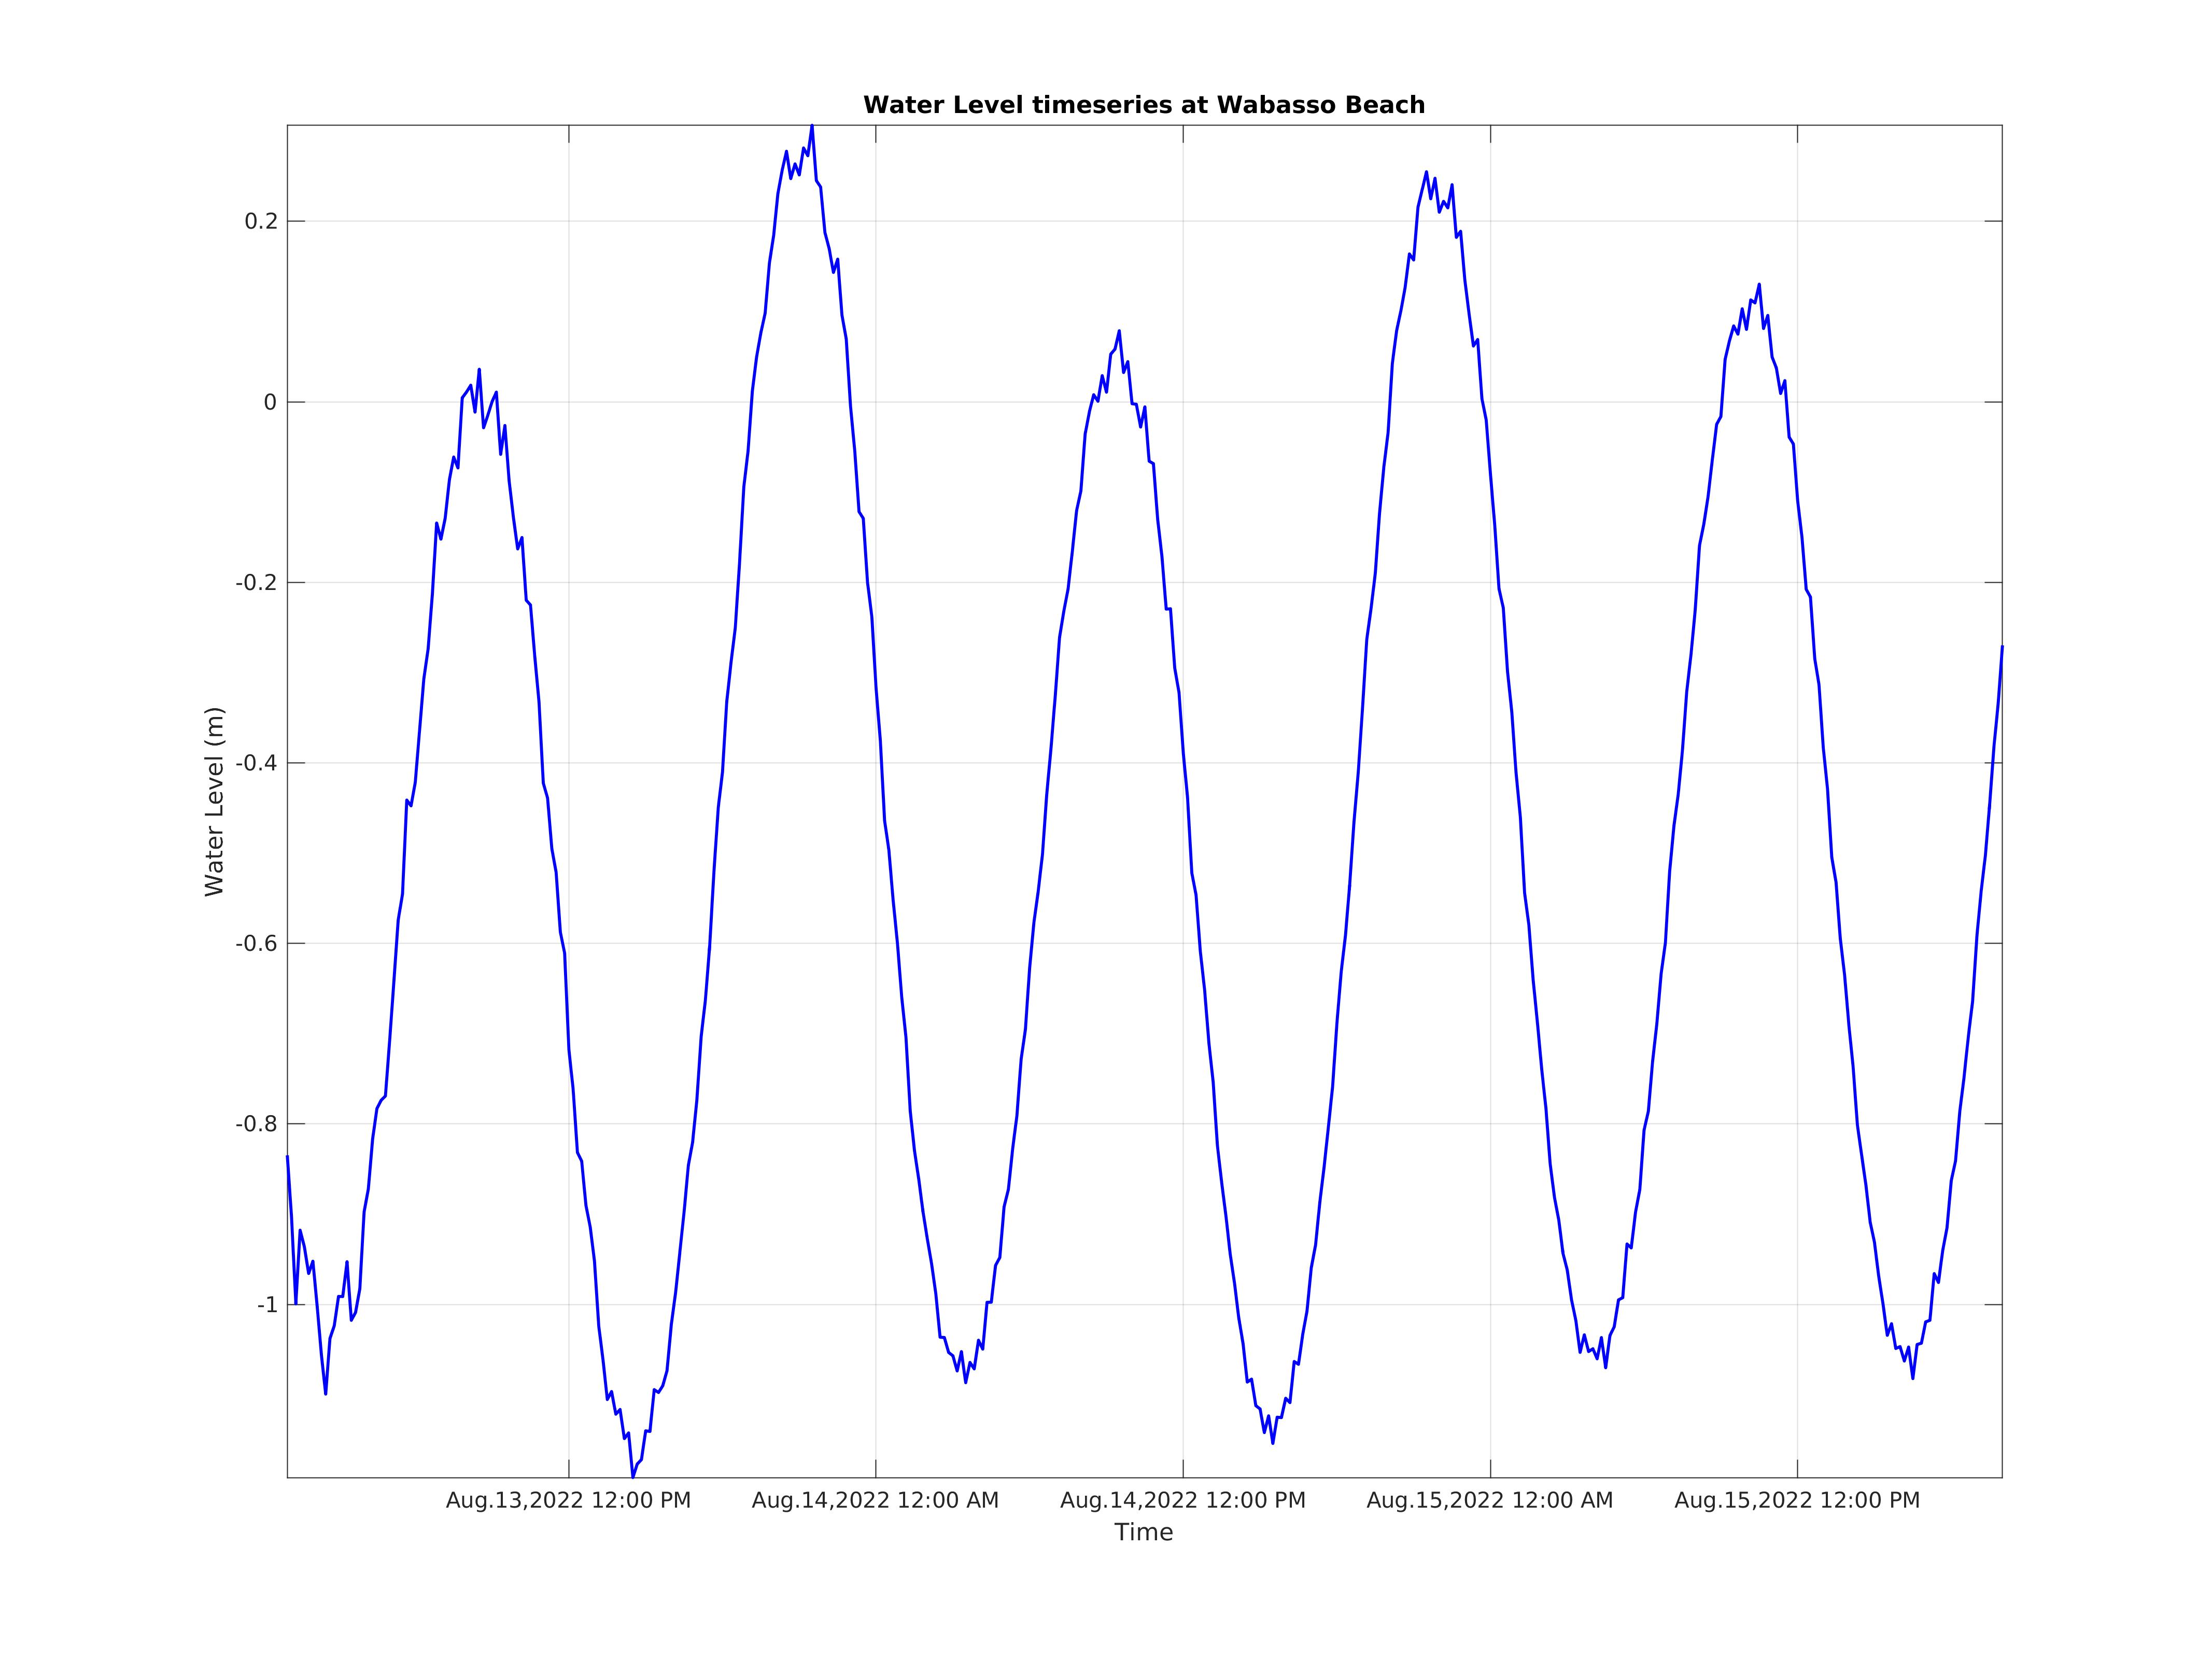 Water Level timeseries at Wabasso Beach
0.2
0
-0.2
-0.4
-0.6
-0.8
-1
Water Level (m)
Aug.13,2022 12:00 PM
Aug.14,2022 12:00 AM
Aug.14,2022 12:00 PM
Aug.15,2022 12:00 AM
Aug.15,2022 12:00 PM
Time